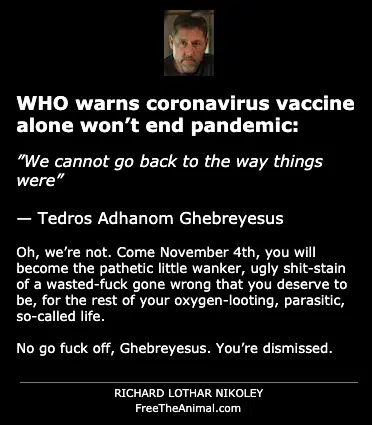 WHO warns coronavirus vaccine
alone won’t end pandemic:
”We cannot go back to the way things
were”
— Tedros Adhanom Ghebreyesus
Oh, we’re not. Come November 4th, you will
become the pathetic little wanker, ugly shit-stain
of a wasted-fuck gone wrong that you deserve to
be, for the rest of your oxygen-looting, parasitic,
so-called life.
No go fuck off, Ghebreyesus. You’re dismissed.
RICHARD LOTHAR NIKOLEY
FreeTheAnimal.com